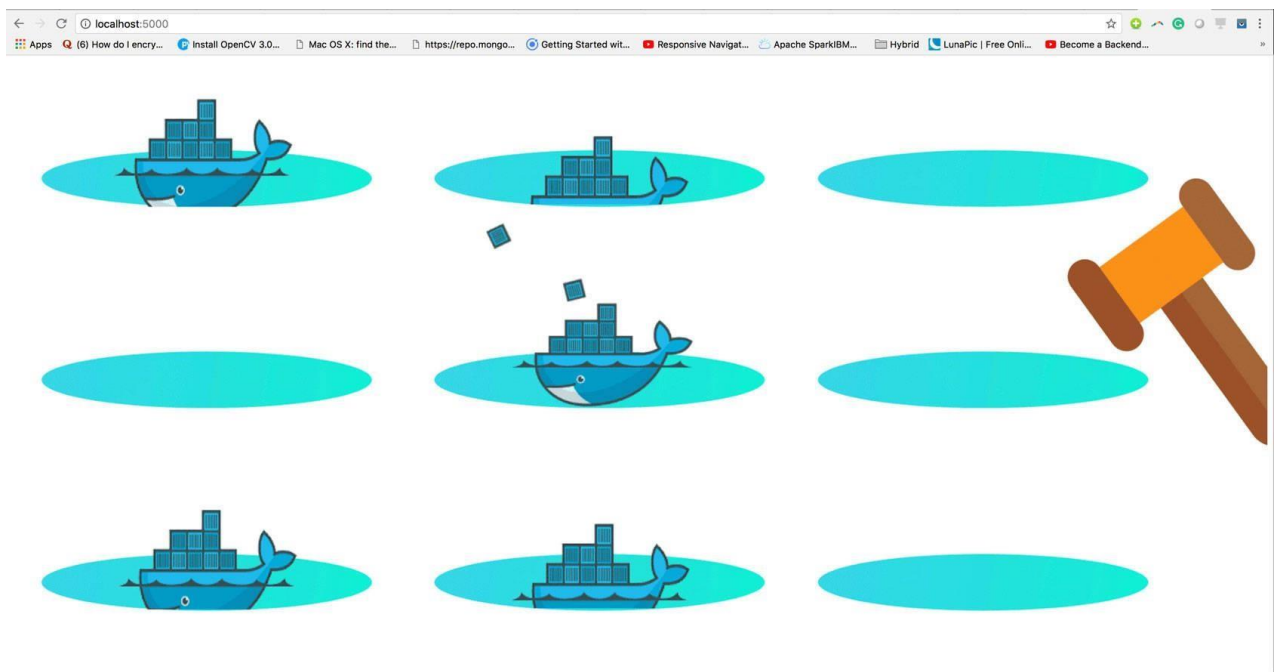 localhost:5000
Apps (6) How do I encry... Install OpenCV 3.0... Mac OS X: find the... https://repo.mongo... Getting Started wit... Responsive Navigat... Apache SparkIBM... Hybrid LunaPic | Free Onli... Become a Backend... »